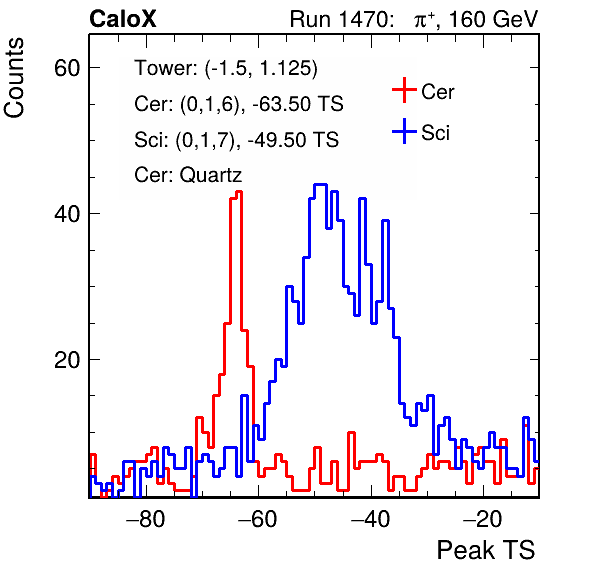 CaloX Run 1470: π⁺, 160 GeV
Counts
Tower: (-1.5, 1.125)
Cer: (0,1,6), -63.50 TS
Sci: (0,1,7), -49.50 TS
Cer: Quartz
Cer
Sci
60
40
20
−80 −60 −40 −20
Peak TS